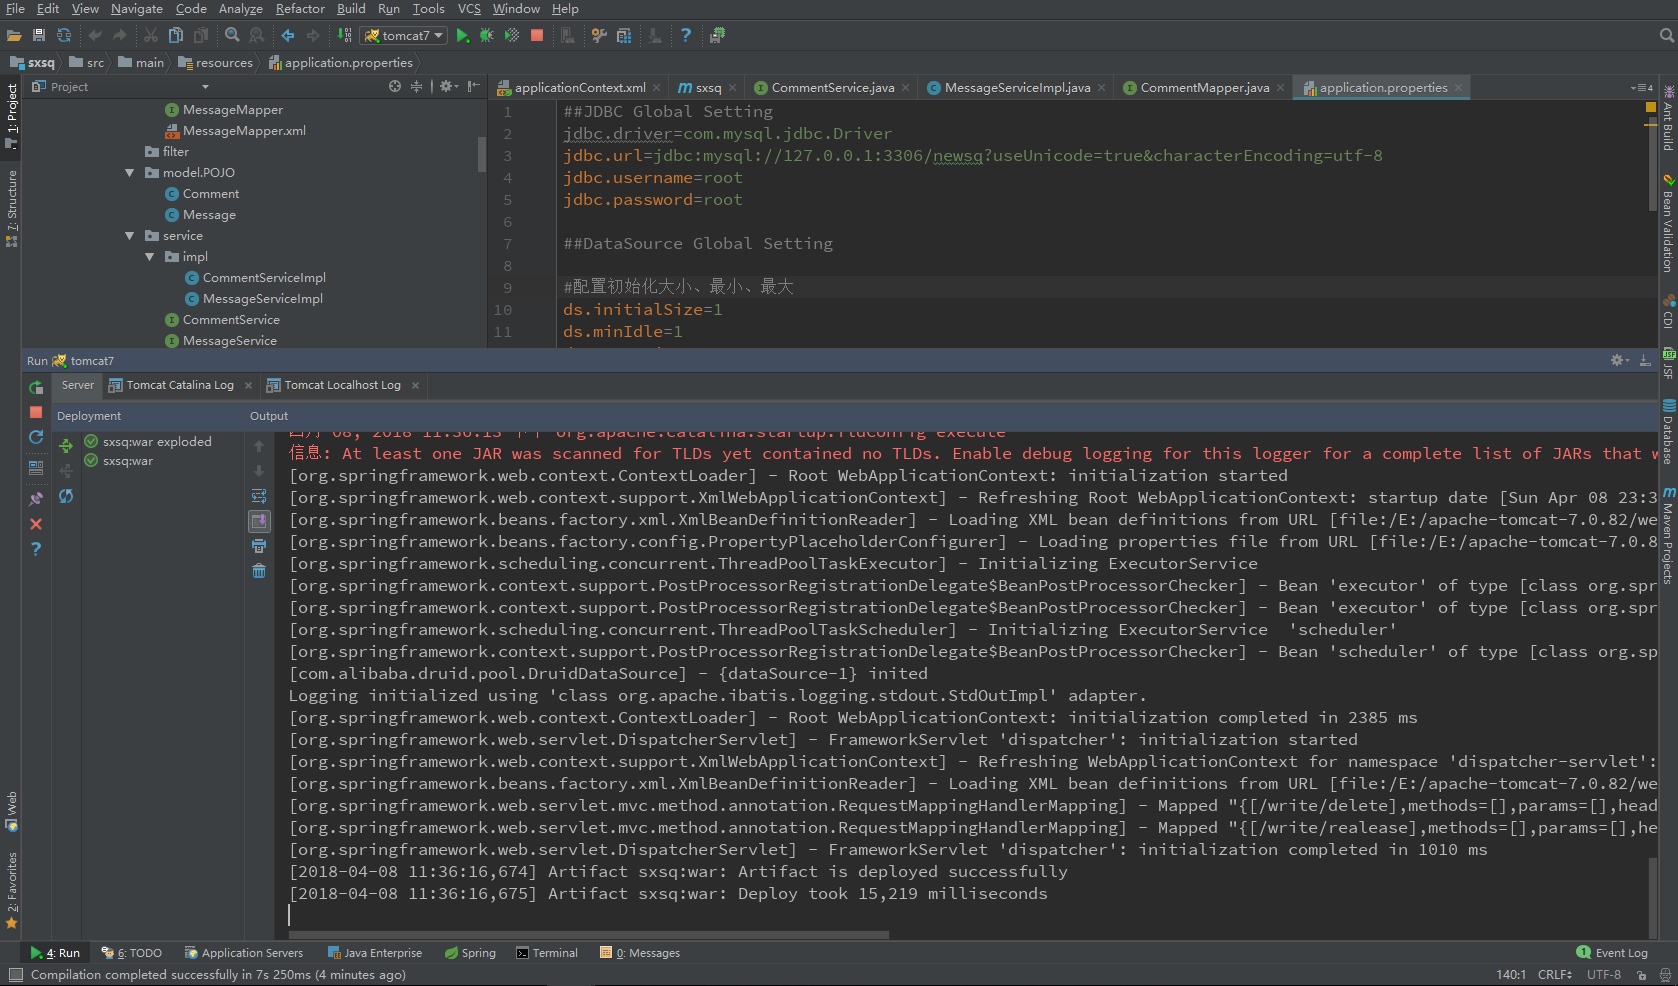 File Edit View Navigate Code Analyze Refactor Build Run Tools VCS Window Help
tomcat7
sxsq src main resources application.properties
Project
applicationContext.xml sxsq CommentService.java MessageServiceImpl.java CommentMapper.java application.properties 4
1: Project
7: Structure
MessageMapper
MessageMapper.xml
filter
model.POJO
Comment
Message
service
impl
CommentServiceImpl
MessageServiceImpl
CommentService
MessageService
1 ##JDBC Global Setting
2 jdbc.driver=com.mysql.jdbc.Driver
3 jdbc.url=jdbc:mysql://127.0.0.1:3306/newsq?useUnicode=true&characterEncoding=utf-8
4 jdbc.username=root
5 jdbc.password=root
6
7 ##DataSource Global Setting
8
9 #配置初始化大小、最小、最大
10 ds.initialSize=1
11 ds.minIdle=1
Ant Build
Bean Validation
CDI
JSF
Database
Maven Projects
Run tomcat7
Server Tomcat Catalina Log Tomcat Localhost Log
Deployment Output
sxsq:war exploded
sxsq:war
四月 08, 2018 11:36:13 下午 org.apache.catalina.startup.TldConfig execute
信息: At least one JAR was scanned for TLDs yet contained no TLDs. Enable debug logging for this logger for a complete list of JARs that w
[org.springframework.web.context.ContextLoader] - Root WebApplicationContext: initialization started
[org.springframework.web.context.support.XmlWebApplicationContext] - Refreshing Root WebApplicationContext: startup date [Sun Apr 08 23:3
[org.springframework.beans.factory.xml.XmlBeanDefinitionReader] - Loading XML bean definitions from URL [file:/E:/apache-tomcat-7.0.82/we
[org.springframework.beans.factory.config.PropertyPlaceholderConfigurer] - Loading properties file from URL [file:/E:/apache-tomcat-7.0.8
[org.springframework.scheduling.concurrent.ThreadPoolTaskExecutor] - Initializing ExecutorService
[org.springframework.context.support.PostProcessorRegistrationDelegate$BeanPostProcessorChecker] - Bean 'executor' of type [class org.spr
[org.springframework.context.support.PostProcessorRegistrationDelegate$BeanPostProcessorChecker] - Bean 'executor' of type [class org.spr
[org.springframework.scheduling.concurrent.ThreadPoolTaskScheduler] - Initializing ExecutorService  'scheduler'
[org.springframework.context.support.PostProcessorRegistrationDelegate$BeanPostProcessorChecker] - Bean 'scheduler' of type [class org.sp
[com.alibaba.druid.pool.DruidDataSource] - {dataSource-1} inited
Logging initialized using 'class org.apache.ibatis.logging.stdout.StdOutImpl' adapter.
[org.springframework.web.context.ContextLoader] - Root WebApplicationContext: initialization completed in 2385 ms
[org.springframework.web.servlet.DispatcherServlet] - FrameworkServlet 'dispatcher': initialization started
[org.springframework.web.context.support.XmlWebApplicationContext] - Refreshing WebApplicationContext for namespace 'dispatcher-servlet':
[org.springframework.beans.factory.xml.XmlBeanDefinitionReader] - Loading XML bean definitions from URL [file:/E:/apache-tomcat-7.0.82/we
[org.springframework.web.servlet.mvc.method.annotation.RequestMappingHandlerMapping] - Mapped "{[/write/delete],methods=[],params=[],head
[org.springframework.web.servlet.mvc.method.annotation.RequestMappingHandlerMapping] - Mapped "{[/write/realease],methods=[],params=[],he
[org.springframework.web.servlet.DispatcherServlet] - FrameworkServlet 'dispatcher': initialization completed in 1010 ms
[2018-04-08 11:36:16,674] Artifact sxsq:war: Artifact is deployed successfully
[2018-04-08 11:36:16,675] Artifact sxsq:war: Deploy took 15,219 milliseconds
Web
2: Favorites
4: Run 6: TODO Application Servers Java Enterprise Spring Terminal 0: Messages 1 Event Log
Compilation completed successfully in 7s 250ms (4 minutes ago) 140:1 CRLF UTF-8